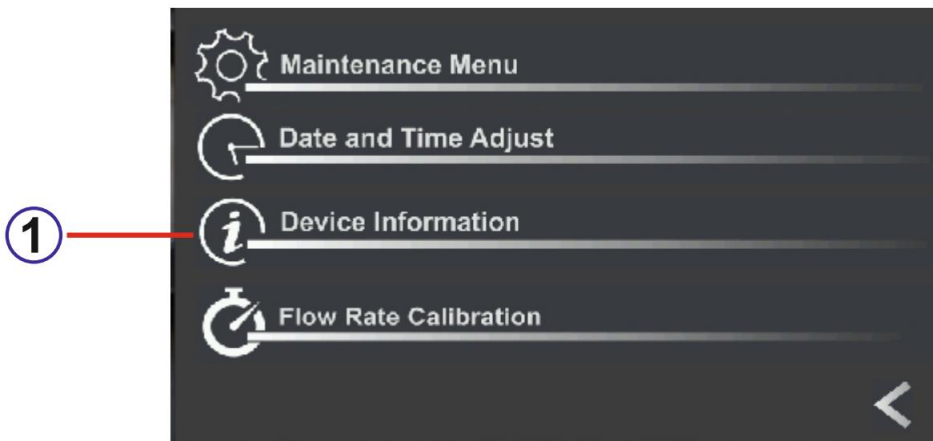 Maintenance Menu
Date and Time Adjust
1
Device Information
Flow Rate Calibration